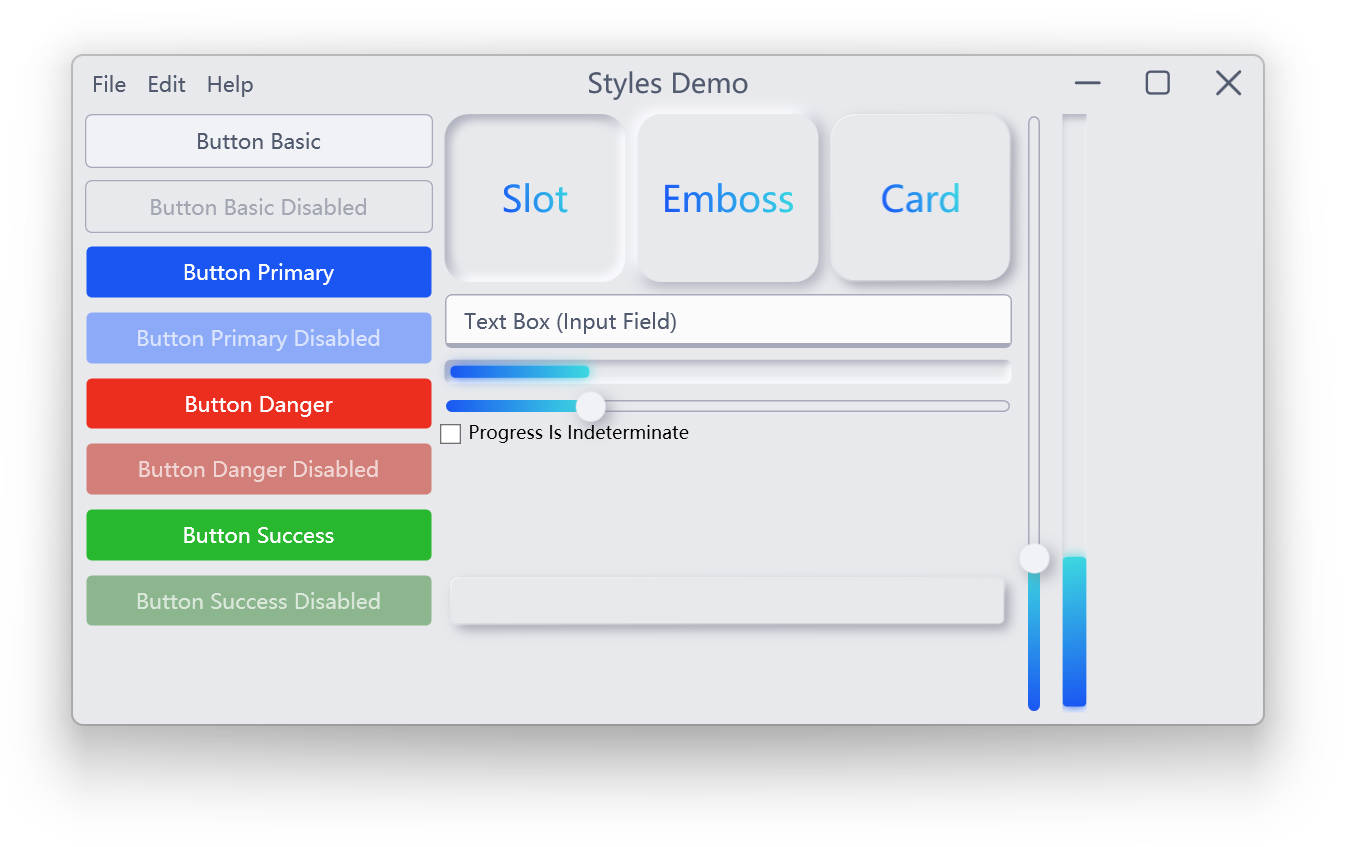 File Edit Help
Styles Demo
Button Basic
Button Basic Disabled
Button Primary
Button Primary Disabled
Button Danger
Button Danger Disabled
Button Success
Button Success Disabled
Slot
Emboss
Card
Text Box (Input Field)
Progress Is Indeterminate